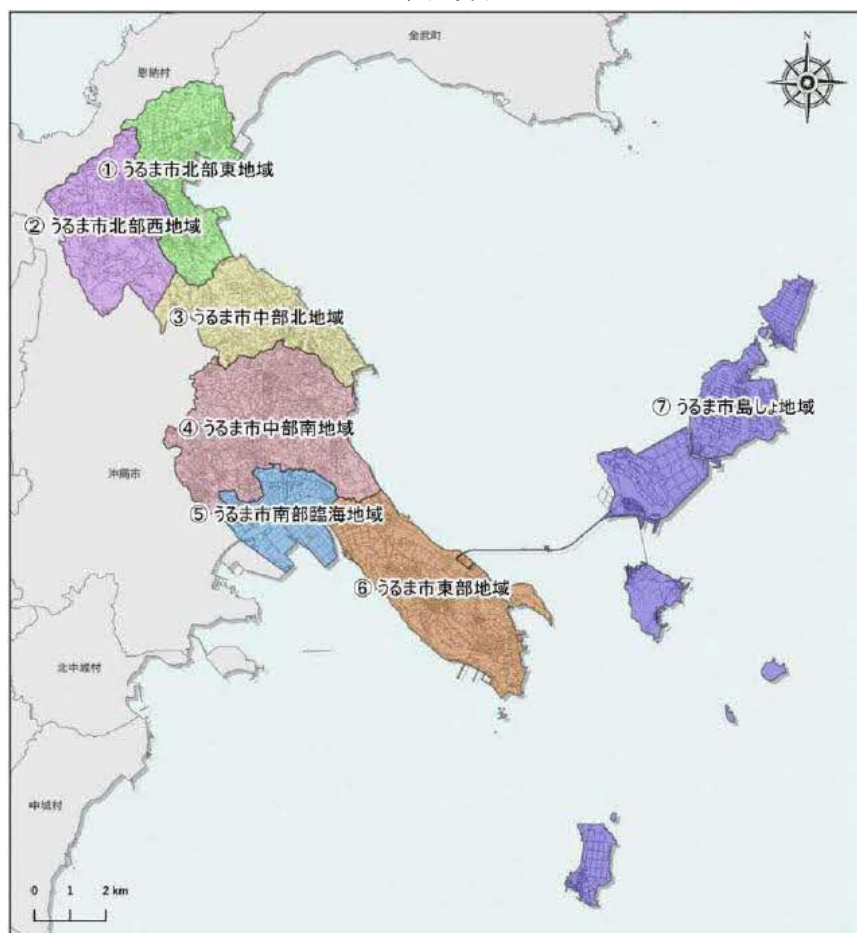 金武町
N
恩納村
① うるま市北部東地域
② うるま市北部西地域
③ うるま市中部北地域
⑦ うるま市島しょ地域
④ うるま市中部南地域
沖縄市
⑤ うるま市南部臨海地域
⑥ うるま市東部地域
北中城村
中城村
0 1 2 km